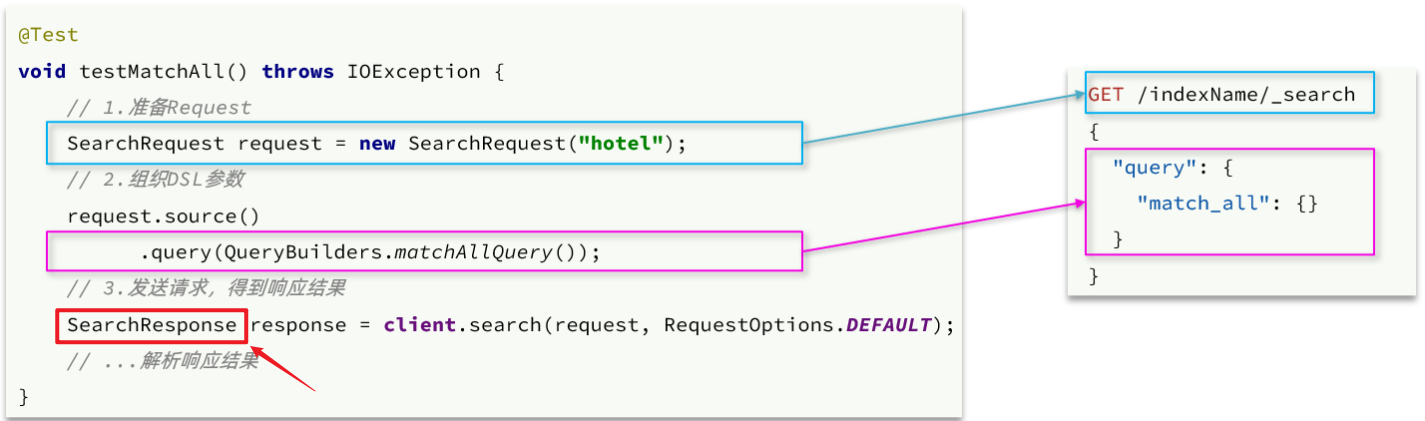 @Test
void testMatchAll() throws IOException {
    // 1.准备Request
    SearchRequest request = new SearchRequest("hotel");
    // 2.组织DSL参数
    request.source()
          .query(QueryBuilders.matchAllQuery());
    // 3.发送请求，得到响应结果
    SearchResponse response = client.search(request, RequestOptions.DEFAULT);
    // ...解析响应结果
}
GET /indexName/_search
{
  "query": {
    "match_all": {}
  }
}